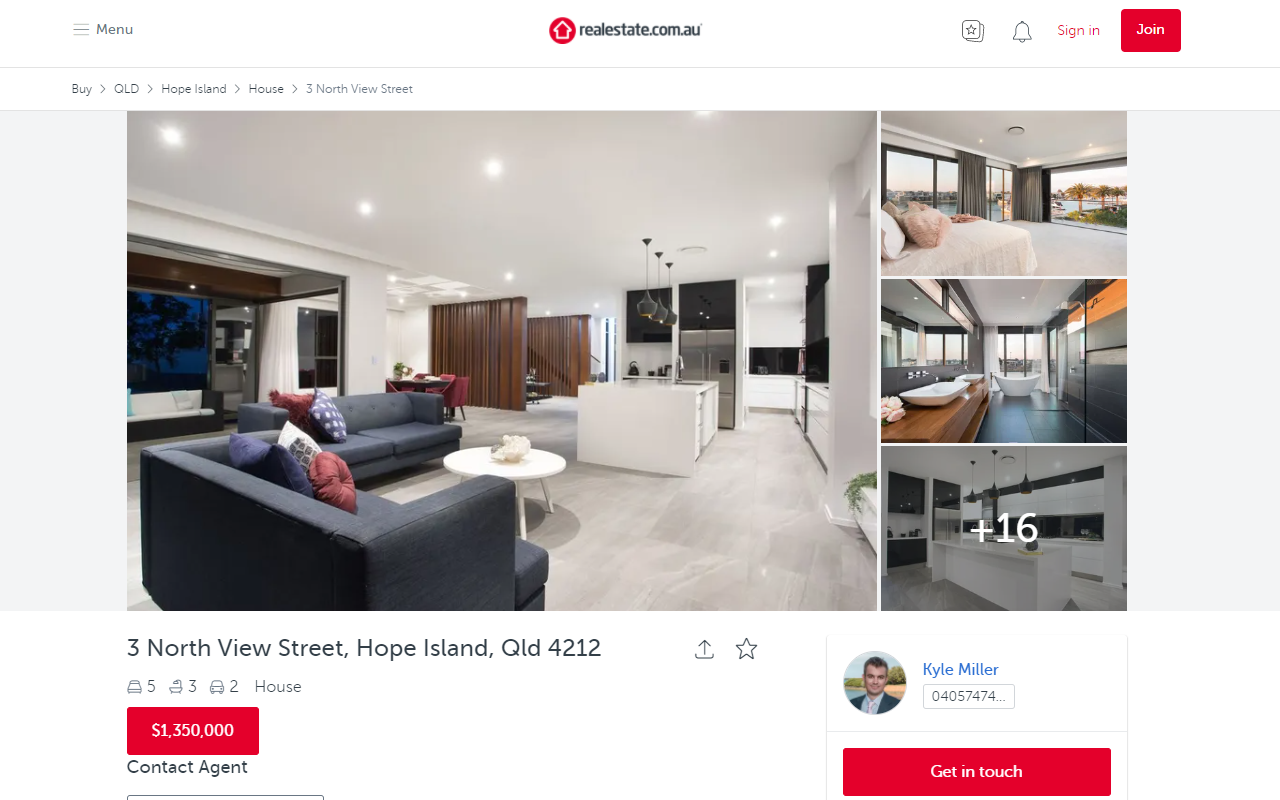 Menu
realestate.com.au
Sign in
Join
Buy
QLD
Hope Island
House
3 North View Street
+16
3 North View Street, Hope Island, Qld 4212
5
3
2
House
$1,350,000
Contact Agent
Kyle Miller
04057474...
Get in touch